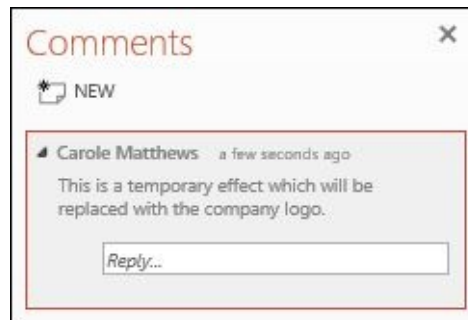 Comments
NEW
Carole Matthews a few seconds ago
This is a temporary effect which will be
replaced with the company logo.
Reply...